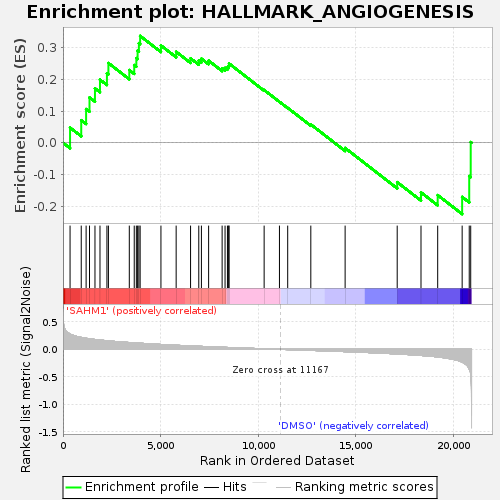 Enrichment plot: HALLMARK_ANGIOGENESIS
Enrichment score (ES)
0.3
0.2
0.1
0.0
-0.1
-0.2
'SAHM1' (positively correlated)
Ranked list metric (Signal2Noise)
0.5
0.0
-0.5
-1.0
-1.5
Zero cross at 11167
'DMSO' (negatively correlated)
0
5,000
10,000
15,000
20,000
Rank in Ordered Dataset
Enrichment profile
Hits
Ranking metric scores